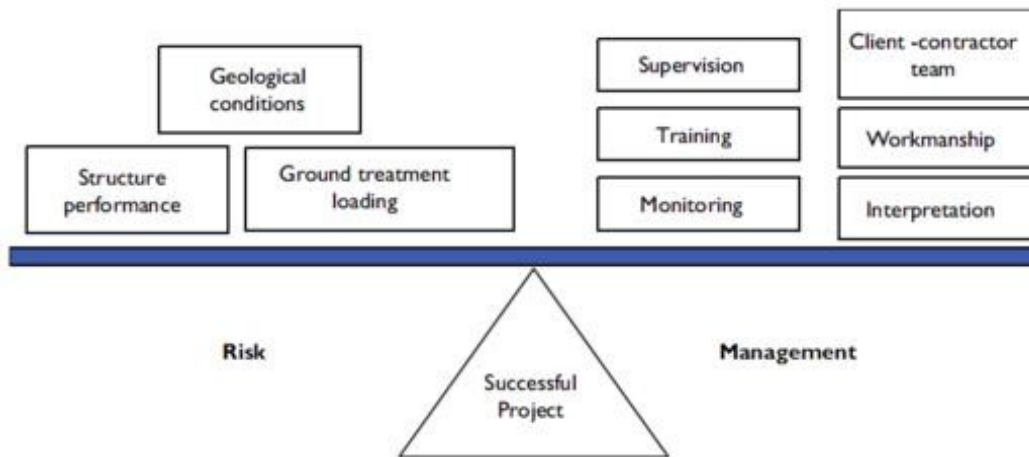 Geological
conditions
Structure
performance
Ground treatment
loading
Supervision
Training
Monitoring
Client -contractor
team
Workmanship
Interpretation
Risk
Management
Successful
Project